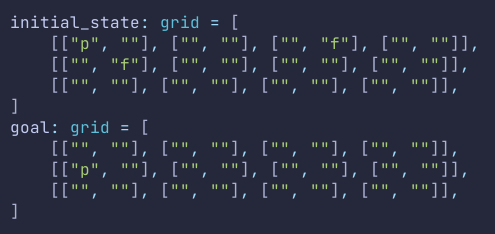 initial_state: grid = [
    [["p", ""], ["", ""], ["", "f"], ["", ""]],
    [["", "f"], ["", ""], ["", ""], ["", ""]],
    [["", ""], ["", ""], ["", ""], ["", ""]],
]
goal: grid = [
    [["", ""], ["", ""], ["", ""], ["", ""]],
    [["p", ""], ["", ""], ["", ""], ["", ""]],
    [["", ""], ["", ""], ["", ""], ["", ""]],
]